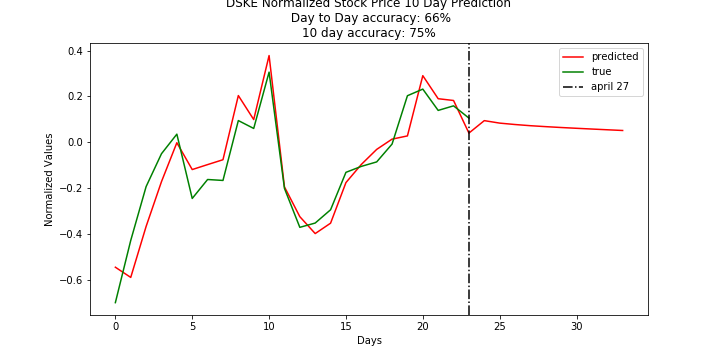 DSKE Normalized Stock Price 10 Day Prediction
Day to Day accuracy: 66%
10 day accuracy: 75%
0.4
0.2
0.0
−0.2
−0.4
−0.6
Normalized Values
predicted
true
april 27
0
5
10
15
20
25
30
Days